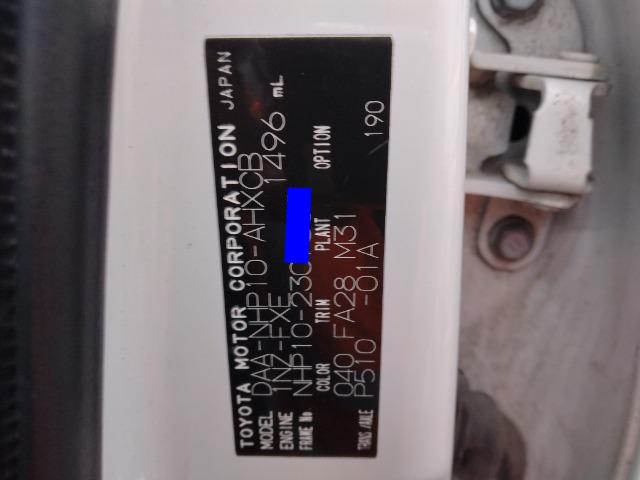 TOYOTA MOTOR CORPORATION JAPAN
MODEL DAA-NHP10-AHXCB
ENGINE 1NZ-FXE 1496 mL
FRAME No. NHP10-230
COLOR TRIM PLANT OPTION
040 FA28 M31
TRANS/AXLE P510 -01A 190